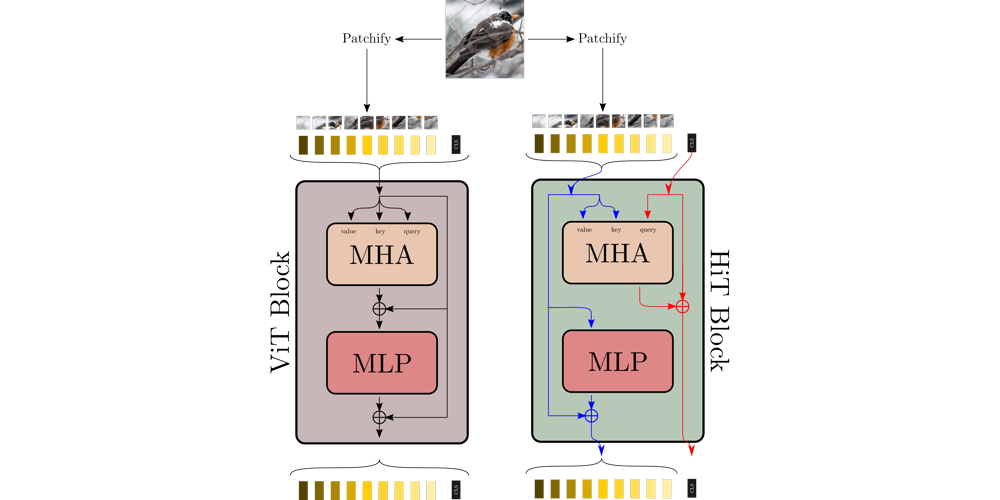 Patchify
Patchify
CLS
CLS
ViT Block
value key query
MHA
MLP
value key query
MHA
MLP
HiT Block
CLS
CLS